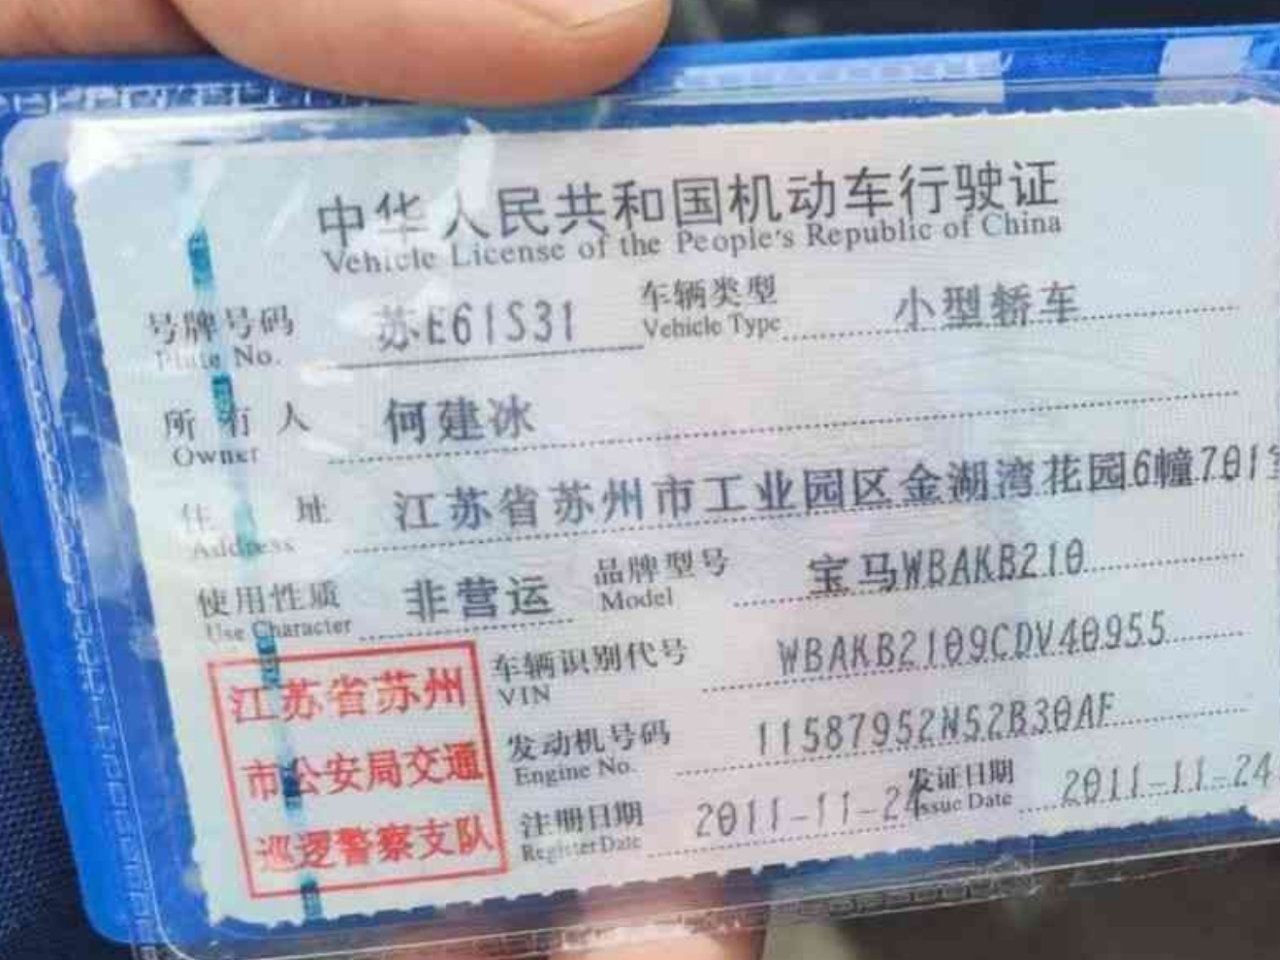 中华人民共和国机动车行驶证
Vehicle License of the People's Republic of China
号牌号码 苏E61S31 车辆类型 小型轿车
Plate No. Vehicle Type
所有人 何建冰
Owner
住址 江苏省苏州市工业园区金湖湾花园6幢701室
Address
使用性质 非营运 品牌型号 宝马WBAKB210
Use Character Model
车辆识别代号 WBAKB2109CDV40955
VIN
发动机号码 11587952N52B30AF
Engine No.
注册日期 2011-11-24 发证日期 2011-11-24
Register Date Issue Date
江苏省苏州
市公安局交通
巡逻警察支队